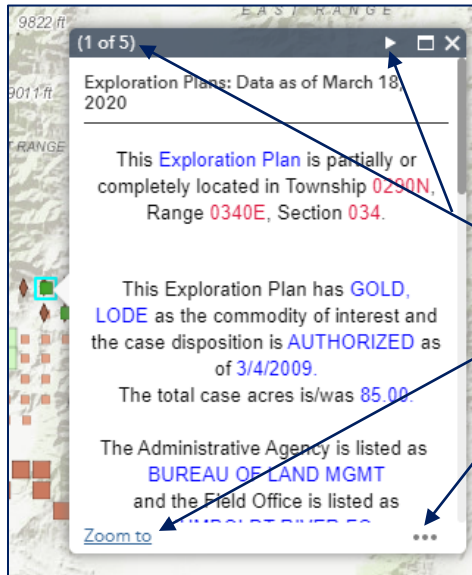 EAST RANGE
9822 ft
(1 of 5)
Exploration Plans: Data as of March 18,
2020
9011 ft
RANGE
This Exploration Plan is partially or
completely located in Township 0290N,
Range 0340E, Section 034.
This Exploration Plan has GOLD,
LODE as the commodity of interest and
the case disposition is AUTHORIZED as
of 3/4/2009.
The total case acres is/was 85.00.
The Administrative Agency is listed as
BUREAU OF LAND MGMT
and the Field Office is listed as
Zoom to